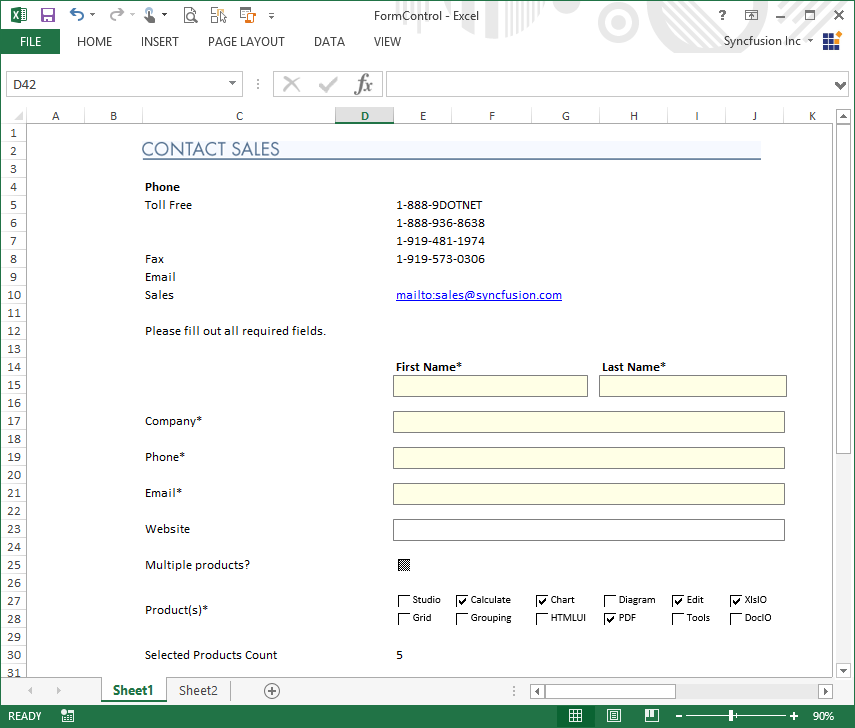 FormControl - Excel
?
FILE HOME INSERT PAGE LAYOUT DATA VIEW Syncfusion Inc
D42 fx
A B C D E F G H I J K
1
2 CONTACT SALES
3
4 Phone
5 Toll Free 1-888-9DOTNET
6 1-888-936-8638
7 1-919-481-1974
8 Fax 1-919-573-0306
9 Email
10 Sales mailto:sales@syncfusion.com
11
12 Please fill out all required fields.
13
14 First Name* Last Name*
15
16
17 Company*
18
19 Phone*
20
21 Email*
22
23 Website
24
25 Multiple products?
26
27 Studio Calculate Chart Diagram Edit XlsIO
Product(s)*
28 Grid Grouping HTMLUI PDF Tools DocIO
29
30 Selected Products Count 5
31
Sheet1 Sheet2
READY 90%